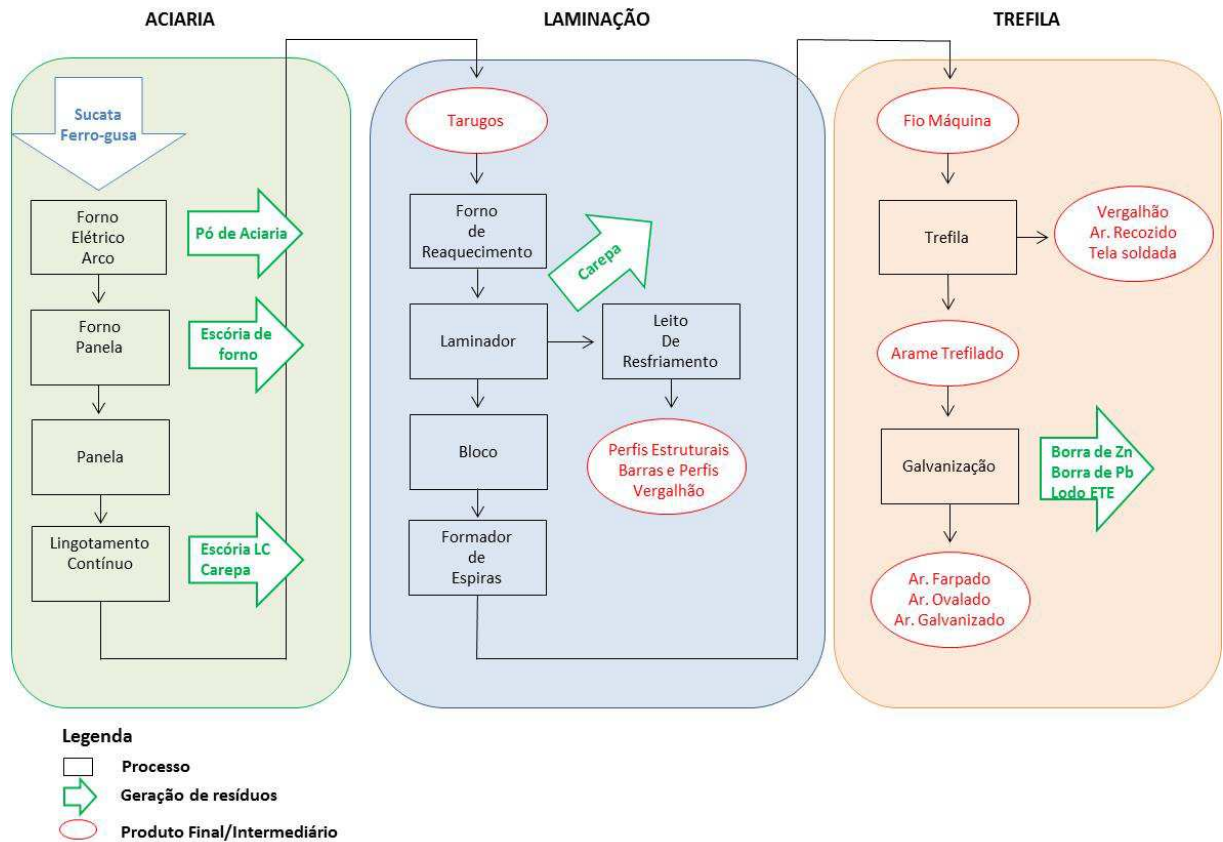 ACIARIA
Sucata
Ferro-gusa
Forno
Elétrico
Arco
Pó de Aciaria
Forno
Panela
Escória de
forno
Panela
Lingotamento
Contínuo
Escória LC
Carepa
LAMINAÇÃO
Tarugos
Forno
de
Reaquecimento
Carepa
Laminador
Leito
De
Resfriamento
Bloco
Perfis Estruturais
Barras e Perfis
Vergalhão
Formador
de
Espiras
TREFILA
Fio Máquina
Trefila
Vergalhão
Ar. Recozido
Tela soldada
Arame Trefilado
Galvanização
Borra de Zn
Borra de Pb
Lodo ETE
Ar. Farpado
Ar. Ovalado
Ar. Galvanizado
Legenda
Processo
Geração de resíduos
Produto Final/Intermediário